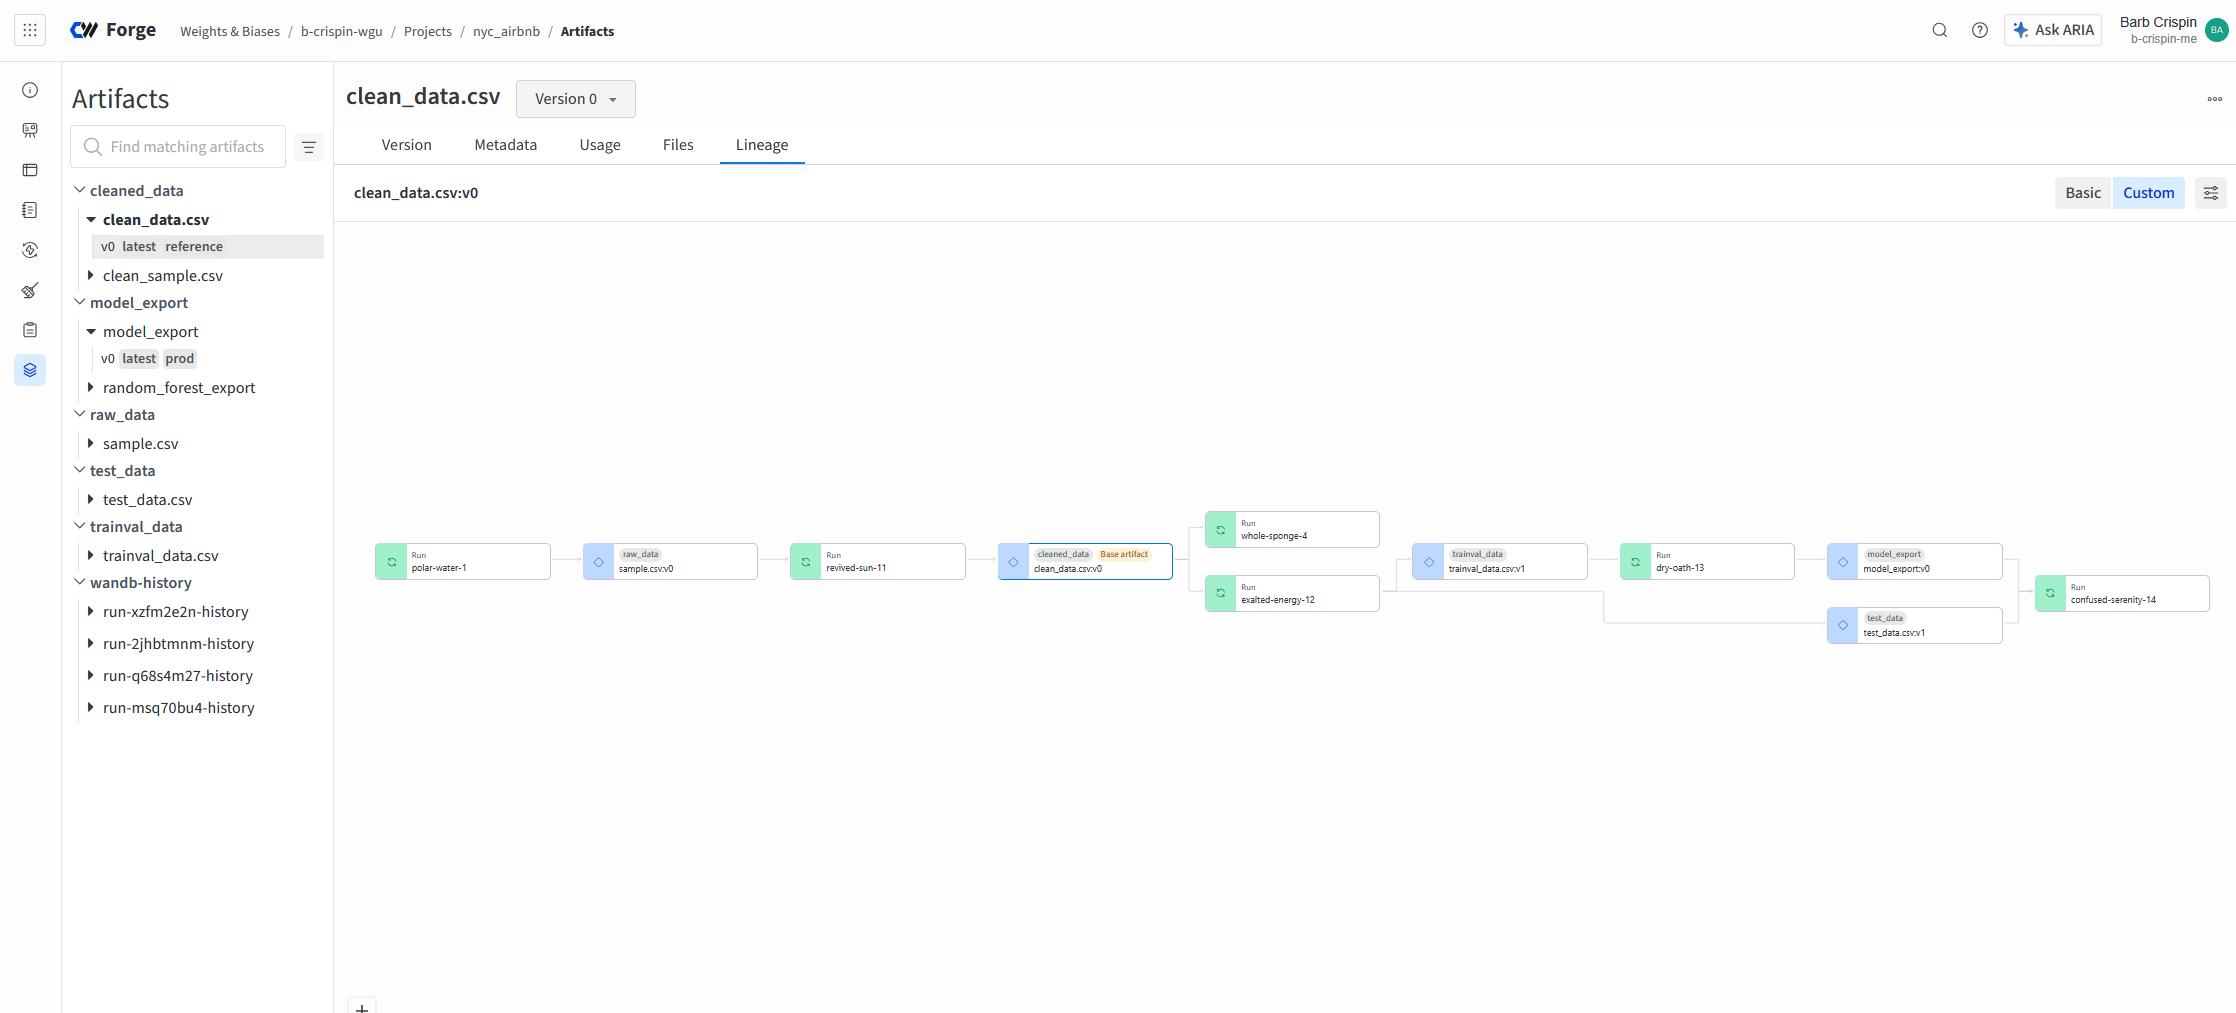 Forge
Weights & Biases / b-crispin-wgu / Projects / nyc_airbnb / Artifacts
Ask ARIA
Barb Crispin
b-crispin-me
BA
Artifacts
Find matching artifacts
cleaned_data
clean_data.csv
v0 latest reference
clean_sample.csv
model_export
model_export
v0 latest prod
random_forest_export
raw_data
sample.csv
test_data
test_data.csv
trainval_data
trainval_data.csv
wandb-history
run-xzfm2e2n-history
run-2jhbtmnm-history
run-q68s4m27-history
run-msq70bu4-history
clean_data.csv
Version 0
Version Metadata Usage Files Lineage
clean_data.csv:v0
Basic Custom
Run
polar-water-1
raw_data
sample.csv:v0
Run
revived-sun-11
cleaned_data Base artifact
clean_data.csv:v0
Run
whole-sponge-4
Run
exalted-energy-12
trainval_data
trainval_data.csv:v1
Run
dry-oath-13
model_export
model_export:v0
test_data
test_data.csv:v1
Run
confused-serenity-14